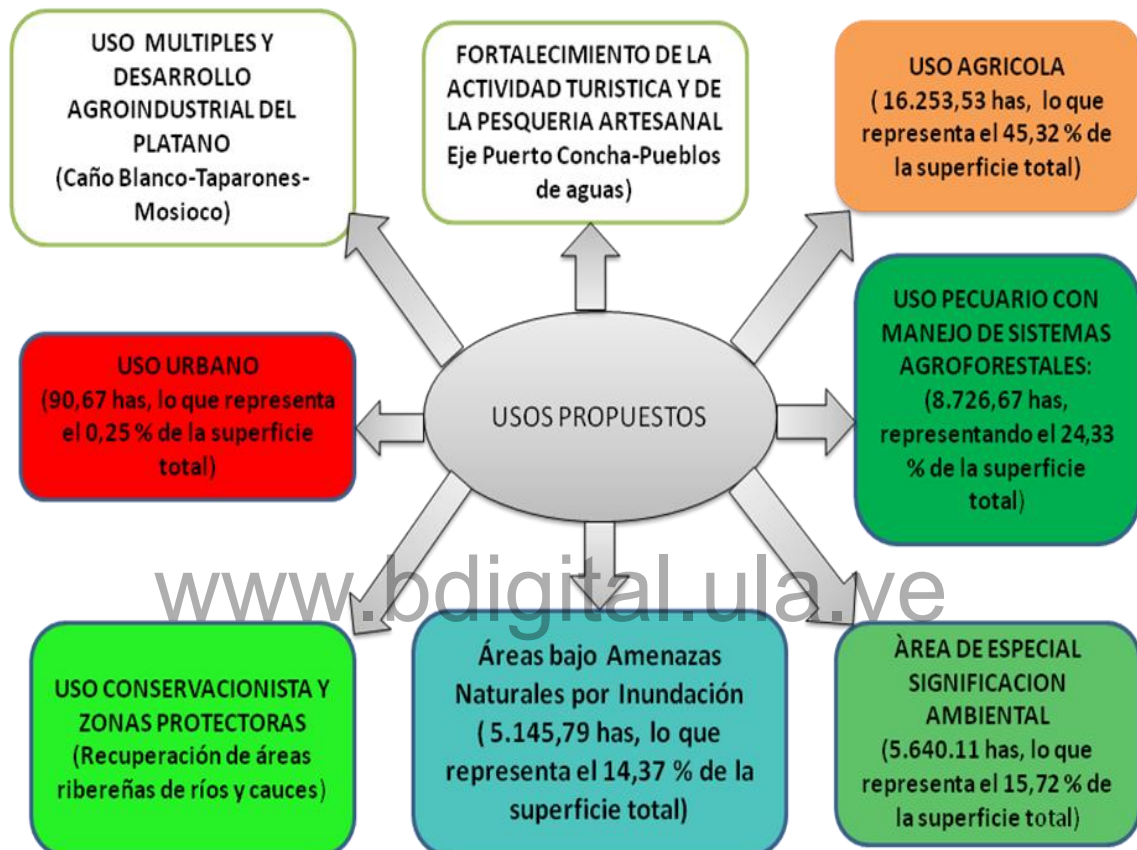 USO MULTIPLES Y
DESARROLLO
AGROINDUSTRIAL DEL
PLATANO
(Caño Blanco-Taparones-
Mosioco)
FORTALECIMIENTO DE LA
ACTIVIDAD TURISTICA Y DE
LA PESQUERIA ARTESANAL
Eje Puerto Concha-Pueblos
de aguas)
USO AGRICOLA
( 16.253,53 has, lo que
representa el 45,32 % de
la superficie total)
USO URBANO
(90,67 has, lo que representa
el 0,25 % de la superficie
total)
USOS PROPUESTOS
USO PECUARIO CON
MANEJO DE SISTEMAS
AGROFORESTALES:
(8.726,67 has,
representando el 24,33
% de la superficie
total)
www.bdigital.ula.ve
USO CONSERVACIONISTA Y
ZONAS PROTECTORAS
(Recuperación de áreas
ribereñas de ríos y cauces)
Áreas bajo Amenazas
Naturales por Inundación
( 5.145,79 has, lo que
representa el 14,37 % de la
superficie total)
ÀREA DE ESPECIAL
SIGNIFICACION
AMBIENTAL
(5.640.11 has, lo que
representa el 15,72 % de
la superficie total)